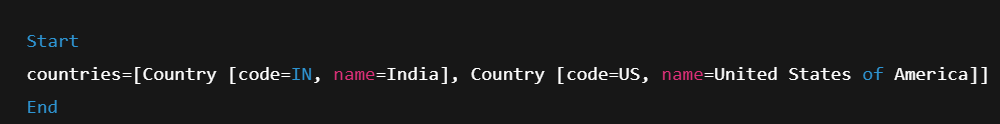 Start
countries=[Country [code=IN, name=India], Country [code=US, name=United States of America]]
End